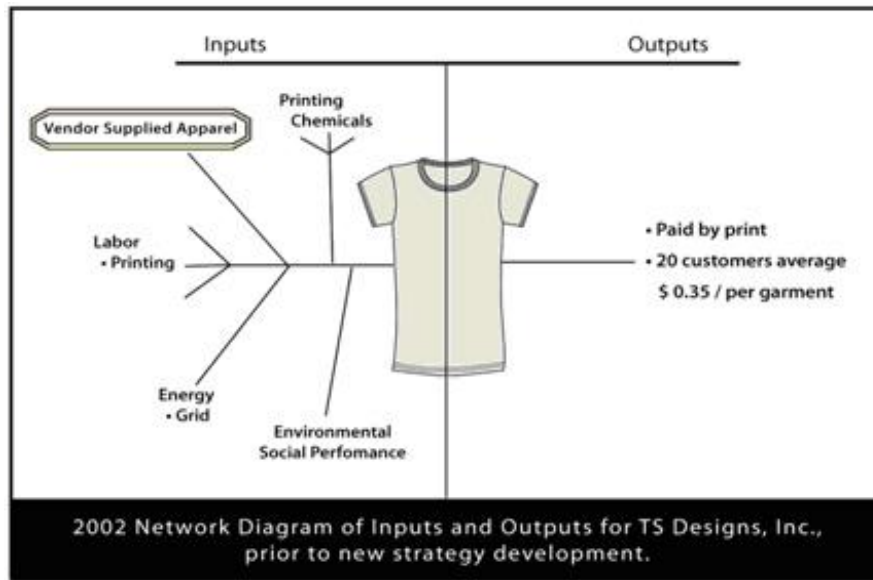 Inputs
Outputs
Printing
Chemicals
Vendor Supplied Apparel
Labor
• Printing
Energy
• Grid
Environmental
Social Perfomance
• Paid by print
• 20 customers average
$ 0.35 / per garment
2002 Network Diagram of Inputs and Outputs for TS Designs, Inc.,
prior to new strategy development.